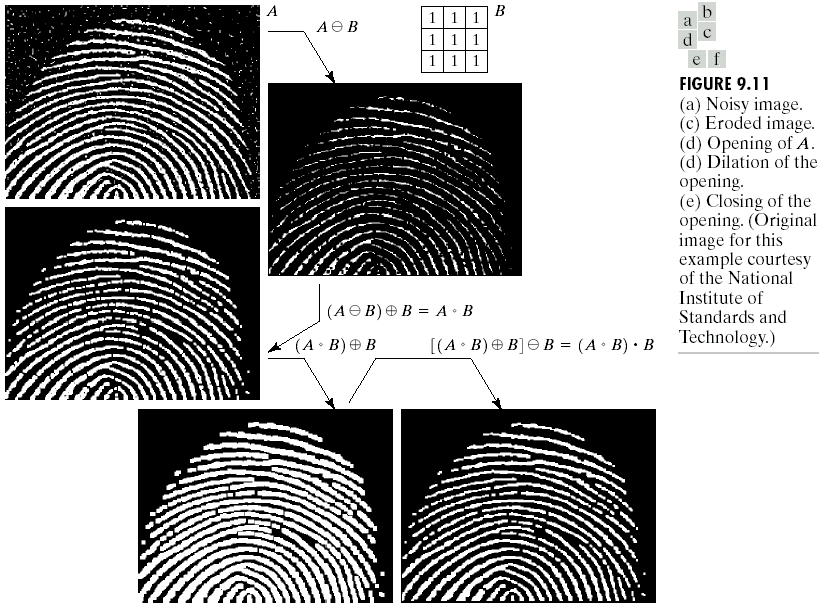 A
A ⊖ B
1 1 1
1 1 1
1 1 1
B
(A ⊖ B) ⊕ B = A ∘ B
(A ∘ B) ⊕ B
[(A ∘ B) ⊕ B] ⊖ B = (A ∘ B) • B
a b
d c
e f
FIGURE 9.11
(a) Noisy image.
(c) Eroded image.
(d) Opening of A.
(d) Dilation of the
opening.
(e) Closing of the
opening. (Original
image for this
example courtesy
of the National
Institute of
Standards and
Technology.)